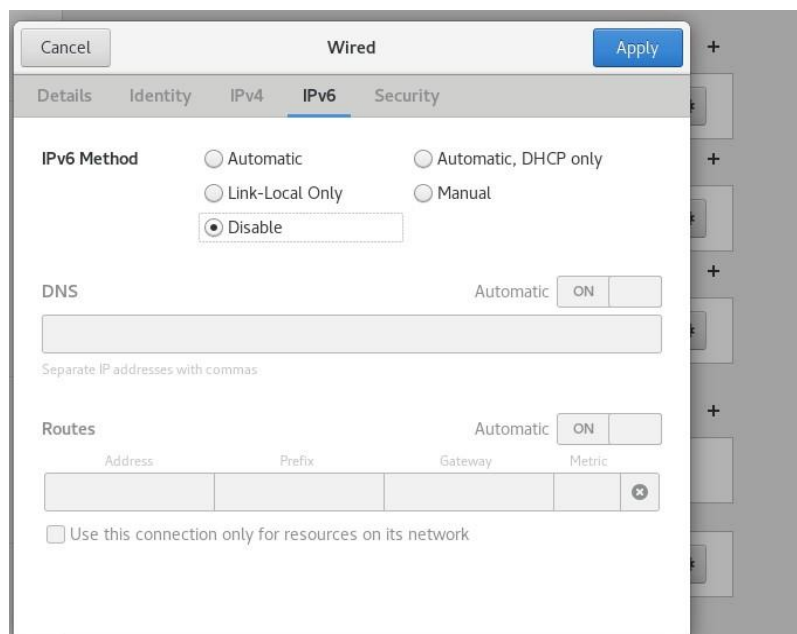 Cancel Wired Apply
Details Identity IPv4 IPv6 Security
IPv6 Method Automatic Automatic, DHCP only
Link-Local Only Manual
Disable
DNS Automatic ON
Separate IP addresses with commas
Routes Automatic ON
Address Prefix Gateway Metric
Use this connection only for resources on its network